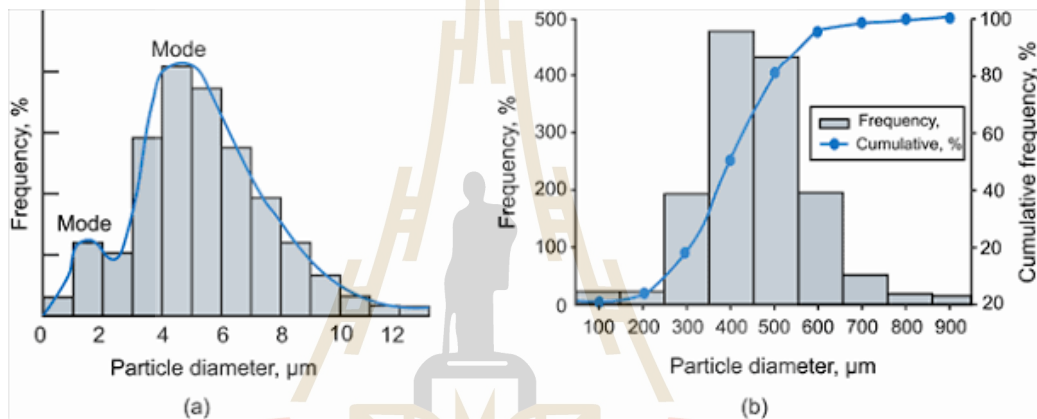 Mode
Mode
Frequency, %
0 2 4 6 8 10 12
Particle diameter, µm
(a)
500
400
300
200
100
0
Frequency, %
100
80
60
40
20
20
Cumulative frequency, %
Frequency,
Cumulative, %
100 200 300 400 500 600 700 800 900
Particle diameter, µm
(b)